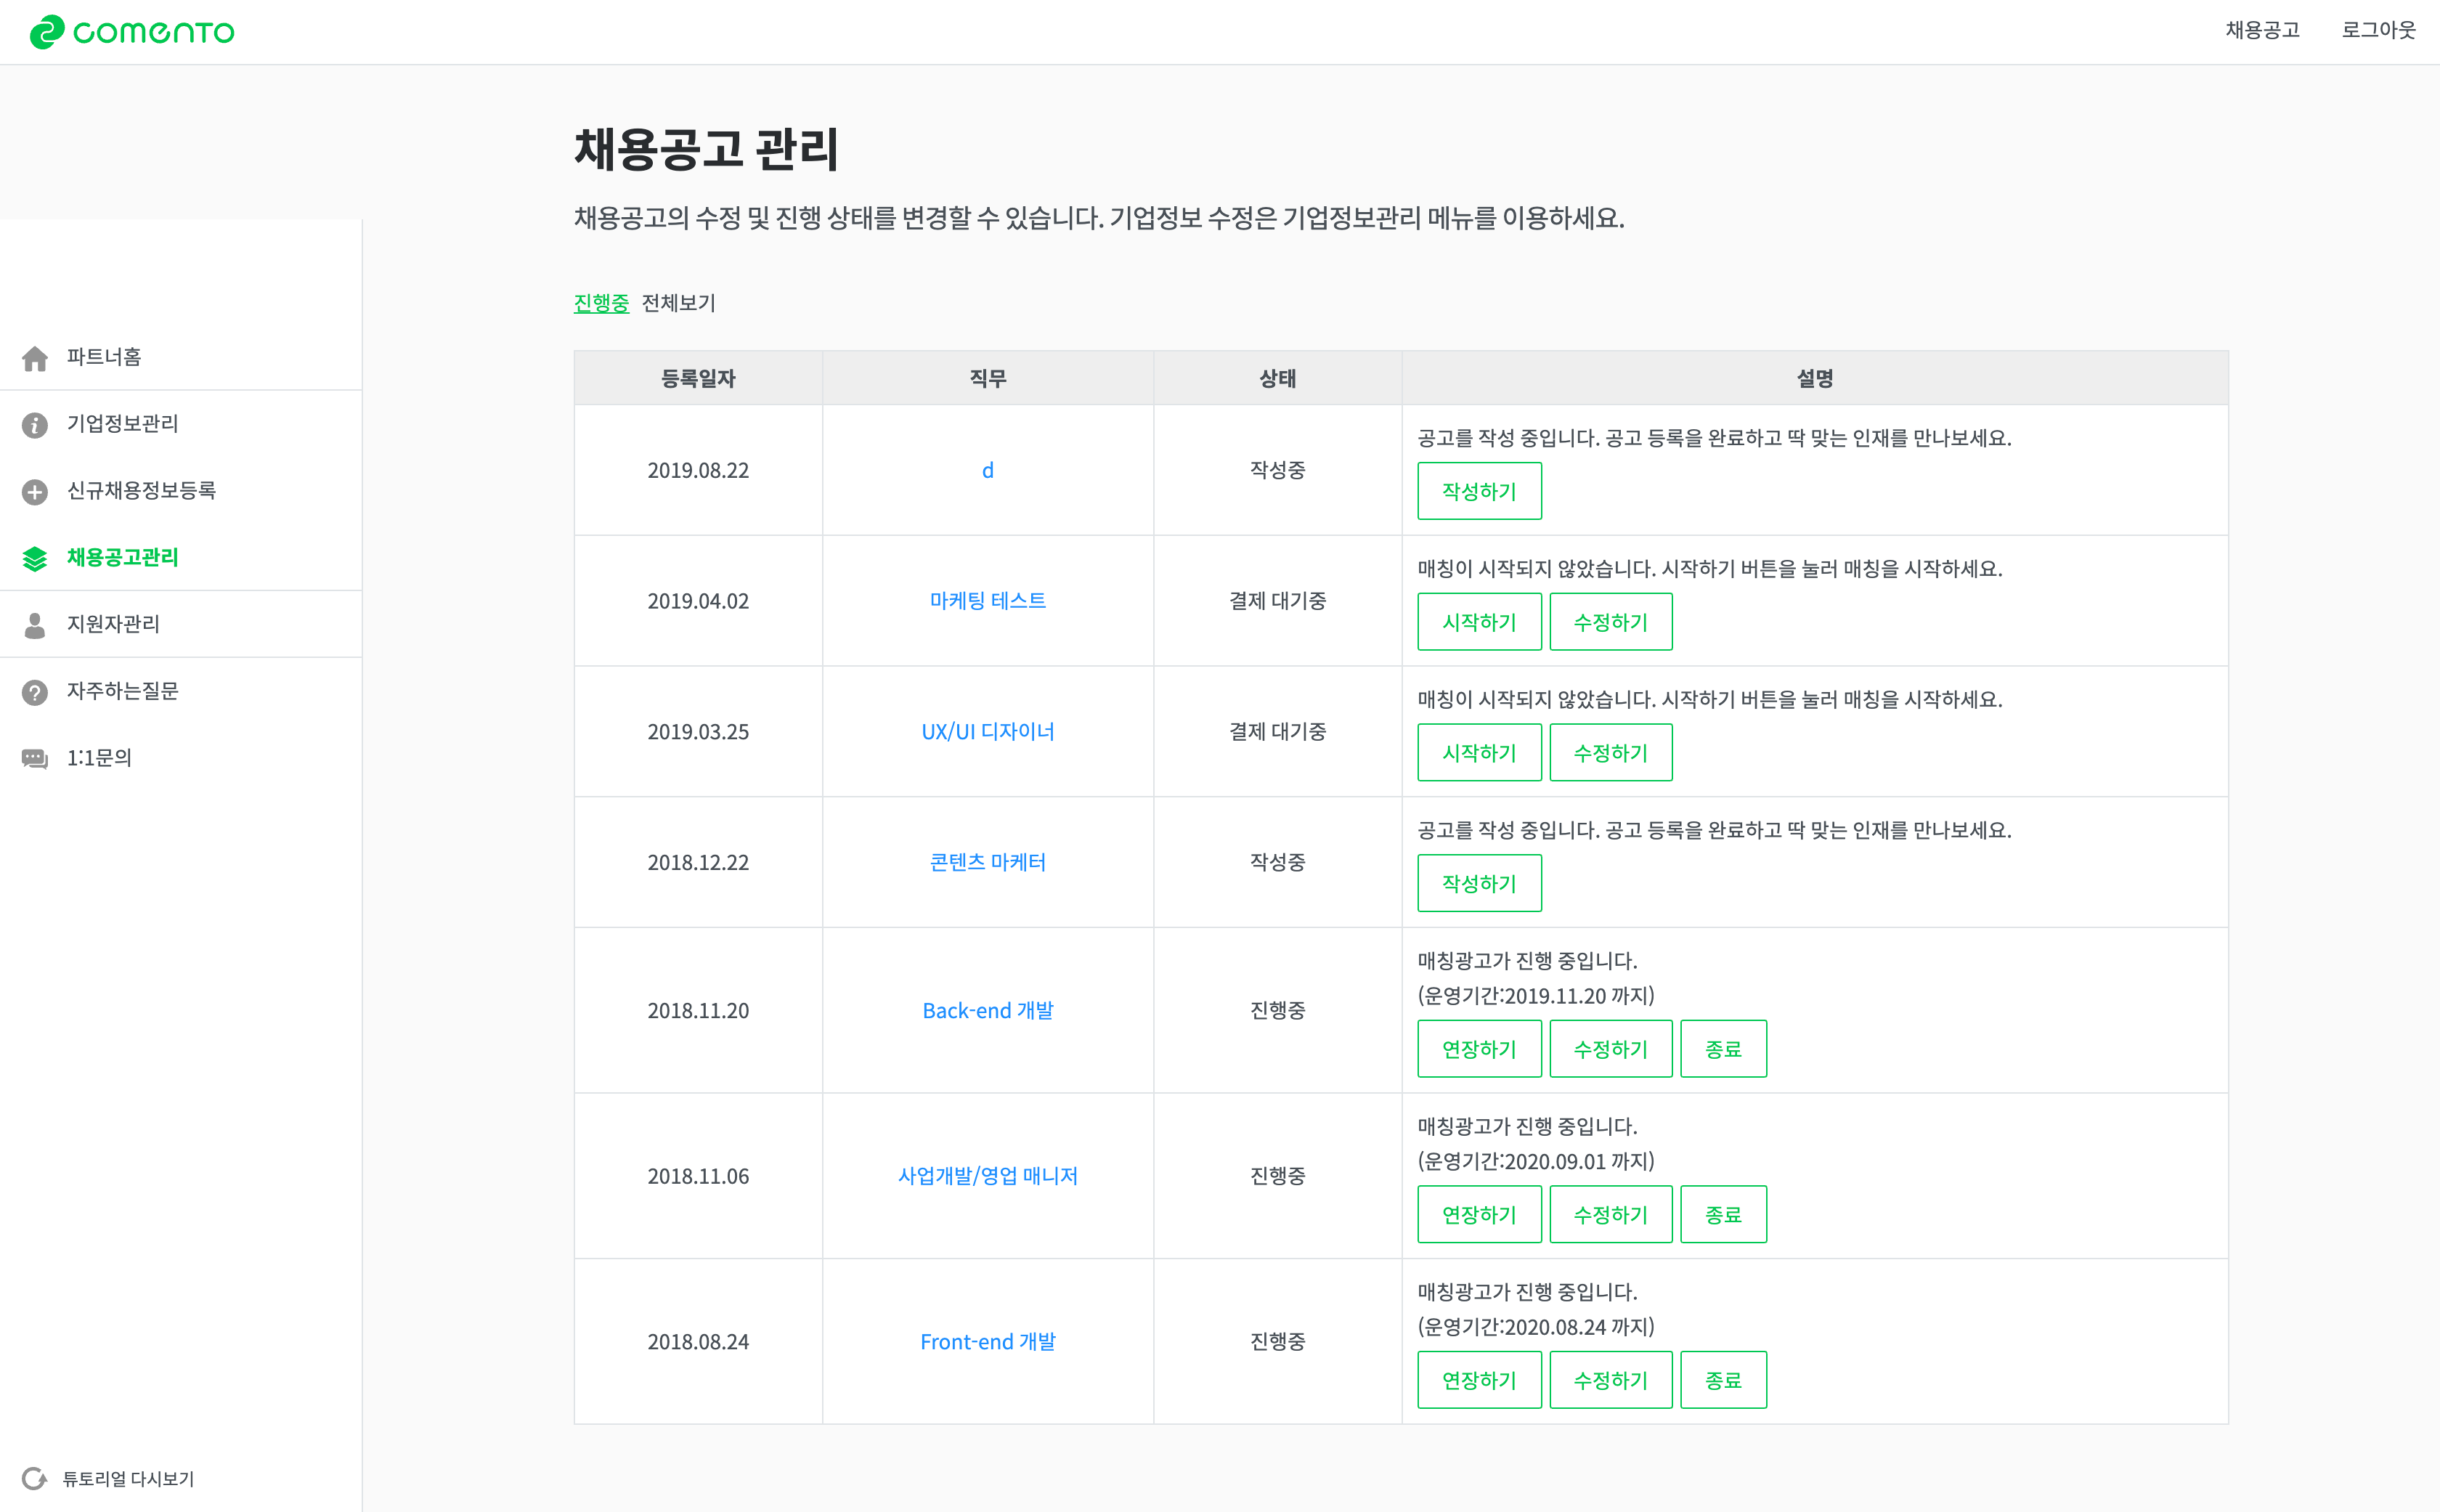 comento
채용공고 로그아웃
채용공고 관리
채용공고의 수정 및 진행 상태를 변경할 수 있습니다. 기업정보 수정은 기업정보관리 메뉴를 이용하세요.
진행중 전체보기
파트너홈
기업정보관리
신규채용정보등록
채용공고관리
지원자관리
자주하는질문
1:1문의
튜토리얼 다시보기
등록일자 직무 상태 설명
2019.08.22 d 작성중
공고를 작성 중입니다. 공고 등록을 완료하고 딱 맞는 인재를 만나보세요.
작성하기
2019.04.02 마케팅 테스트 결제 대기중
매칭이 시작되지 않았습니다. 시작하기 버튼을 눌러 매칭을 시작하세요.
시작하기 수정하기
2019.03.25 UX/UI 디자이너 결제 대기중
매칭이 시작되지 않았습니다. 시작하기 버튼을 눌러 매칭을 시작하세요.
시작하기 수정하기
2018.12.22 콘텐츠 마케터 작성중
공고를 작성 중입니다. 공고 등록을 완료하고 딱 맞는 인재를 만나보세요.
작성하기
2018.11.20 Back-end 개발 진행중
매칭광고가 진행 중입니다.
(운영기간:2019.11.20 까지)
연장하기 수정하기 종료
2018.11.06 사업개발/영업 매니저 진행중
매칭광고가 진행 중입니다.
(운영기간:2020.09.01 까지)
연장하기 수정하기 종료
2018.08.24 Front-end 개발 진행중
매칭광고가 진행 중입니다.
(운영기간:2020.08.24 까지)
연장하기 수정하기 종료